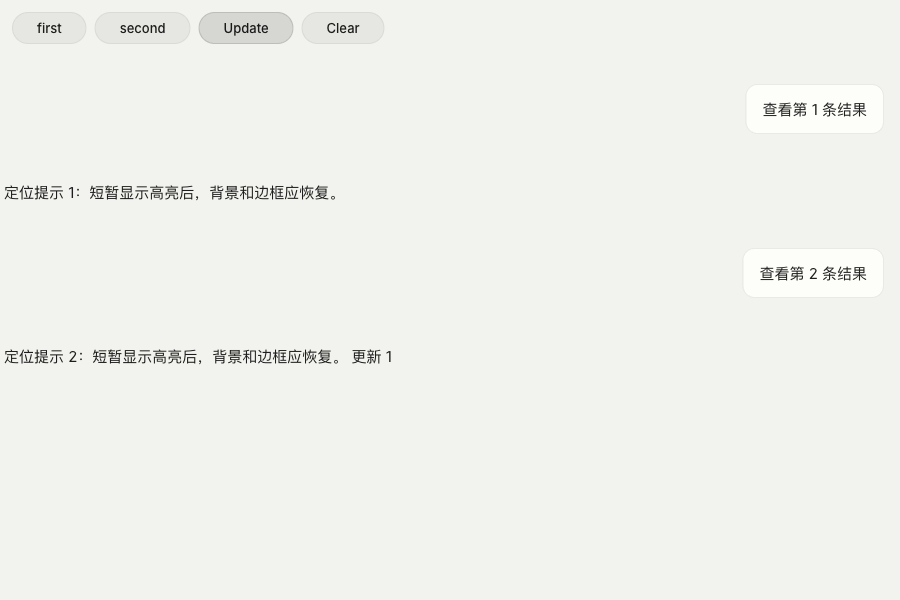 first second Update Clear
查看第 1 条结果
定位提示 1：短暂显示高亮后，背景和边框应恢复。
查看第 2 条结果
定位提示 2：短暂显示高亮后，背景和边框应恢复。 更新 1